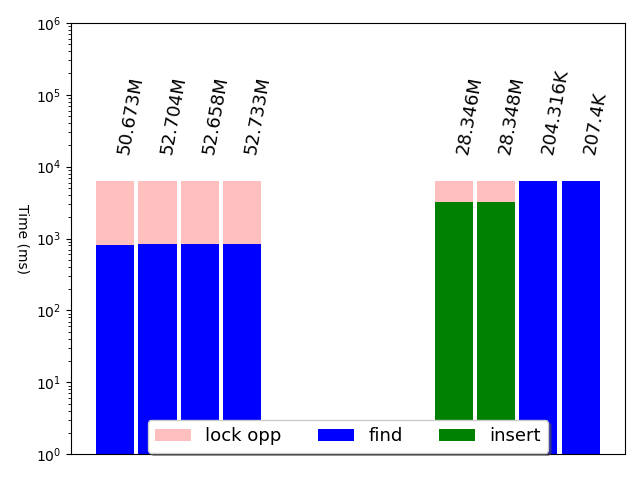 10^6
10^5
10^4
10^3
10^2
10^1
10^0
Time (ms)
50.673M
52.704M
52.658M
52.733M
28.346M
28.348M
204.316K
207.4K
lock opp
find
insert